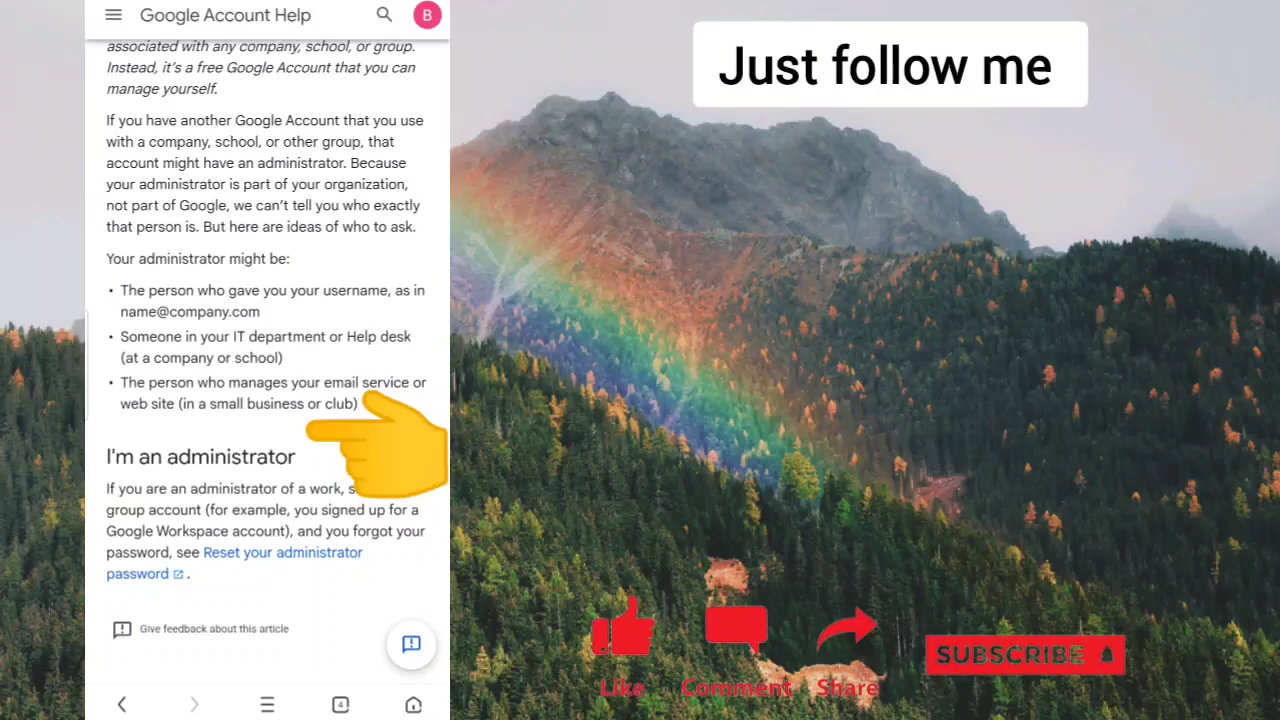 Google Account Help
B
associated with any company, school, or group.
Instead, it's a free Google Account that you can
manage yourself.
If you have another Google Account that you use
with a company, school, or other group, that
account might have an administrator. Because
your administrator is part of your organization,
not part of Google, we can't tell you who exactly
that person is. But here are ideas of who to ask.
Your administrator might be:
• The person who gave you your username, as in
name@company.com
• Someone in your IT department or Help desk
(at a company or school)
• The person who manages your email service or
web site (in a small business or club)
I'm an administrator
If you are an administrator of a work, s
group account (for example, you signed up for a
Google Workspace account), and you forgot your
password, see Reset your administrator
password .
Give feedback about this article
4
Just follow me
Like
Comment
Share
SUBSCRIBE